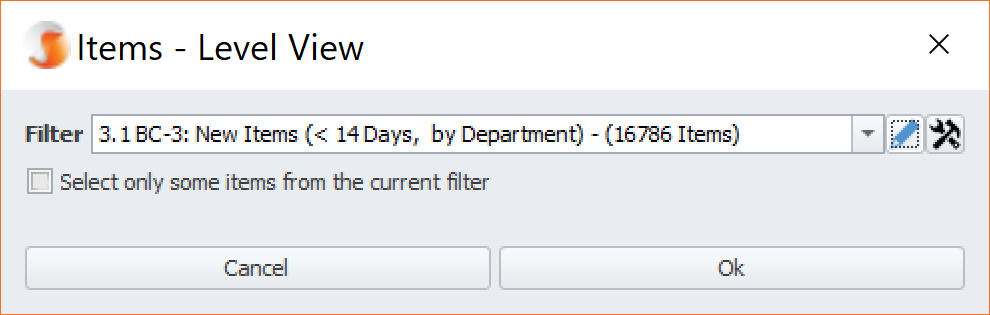 Items - Level View
Filter 3.1 BC-3: New Items (< 14 Days,  by Department) - (16786 Items)
Select only some items from the current filter
Cancel Ok